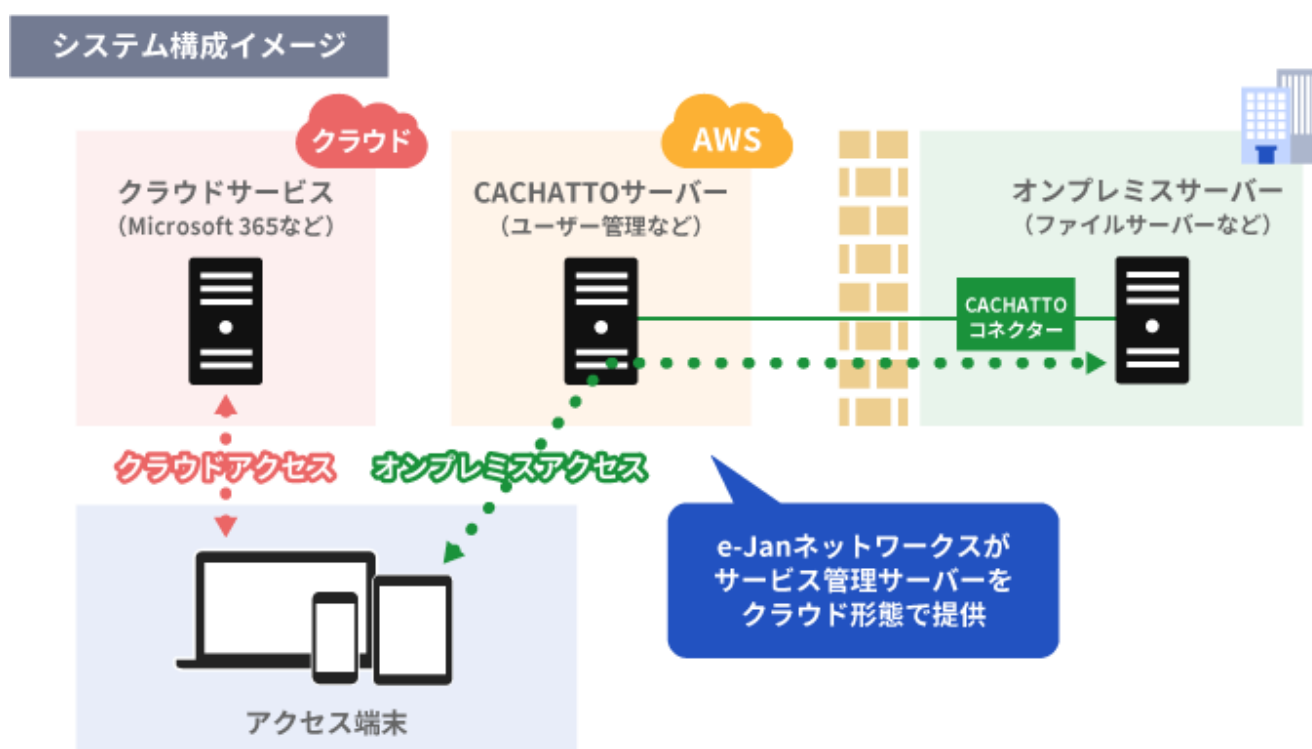 システム構成イメージ
クラウド
クラウドサービス
（Microsoft 365など）
AWS
CACHATTOサーバー
（ユーザー管理など）
オンプレミスサーバー
（ファイルサーバーなど）
CACHATTO
コネクター
クラウドアクセス
オンプレミスアクセス
e-Janネットワークスが
サービス管理サーバーを
クラウド形態で提供
アクセス端末